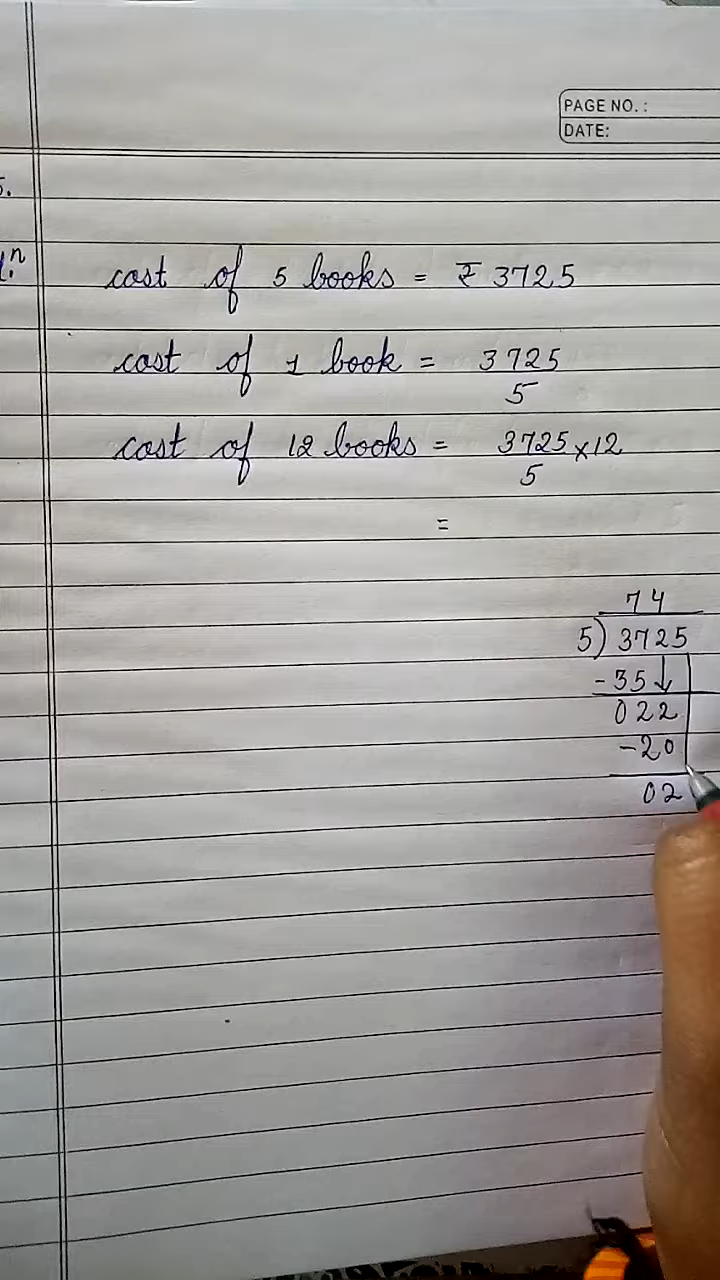 PAGE NO. :
DATE:
5.
cost of 5 books = ₹ 3725
cost of 1 book = 3725
5
cost of 12 books = 3725 x 12
5
=
74
5) 3725
-35↓
022
-20
02